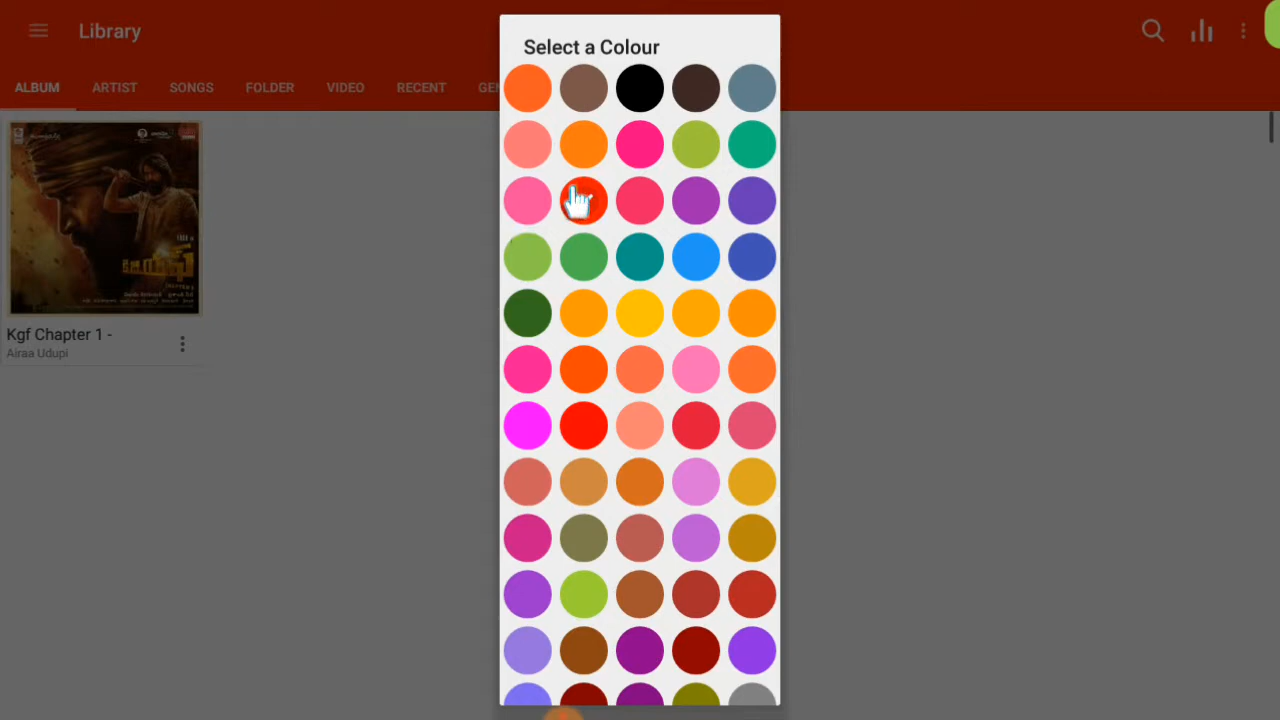 Library
Select a Colour
ALBUM
ARTIST
SONGS
FOLDER
VIDEO
RECENT
Kgf Chapter 1 -
Airaa Udupi